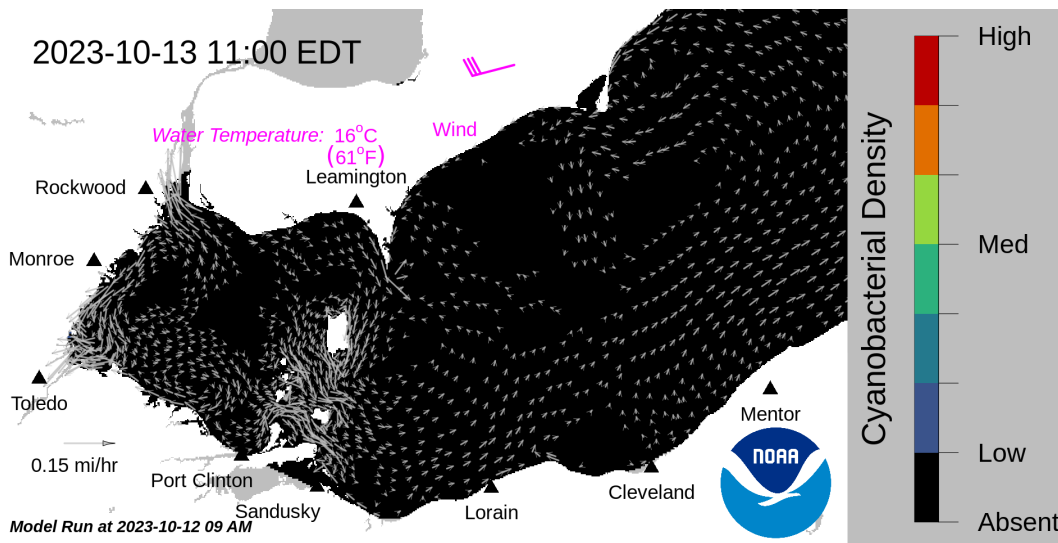 2023-10-13 11:00 EDT
Water Temperature: 16°C
(61°F)
Wind
Leamington
Rockwood
Monroe
Toledo
0.15 mi/hr
Port Clinton
Sandusky
Lorain
Cleveland
Mentor
NOAA
Model Run at 2023-10-12 09 AM
Cyanobacterial Density
High
Med
Low
Absent